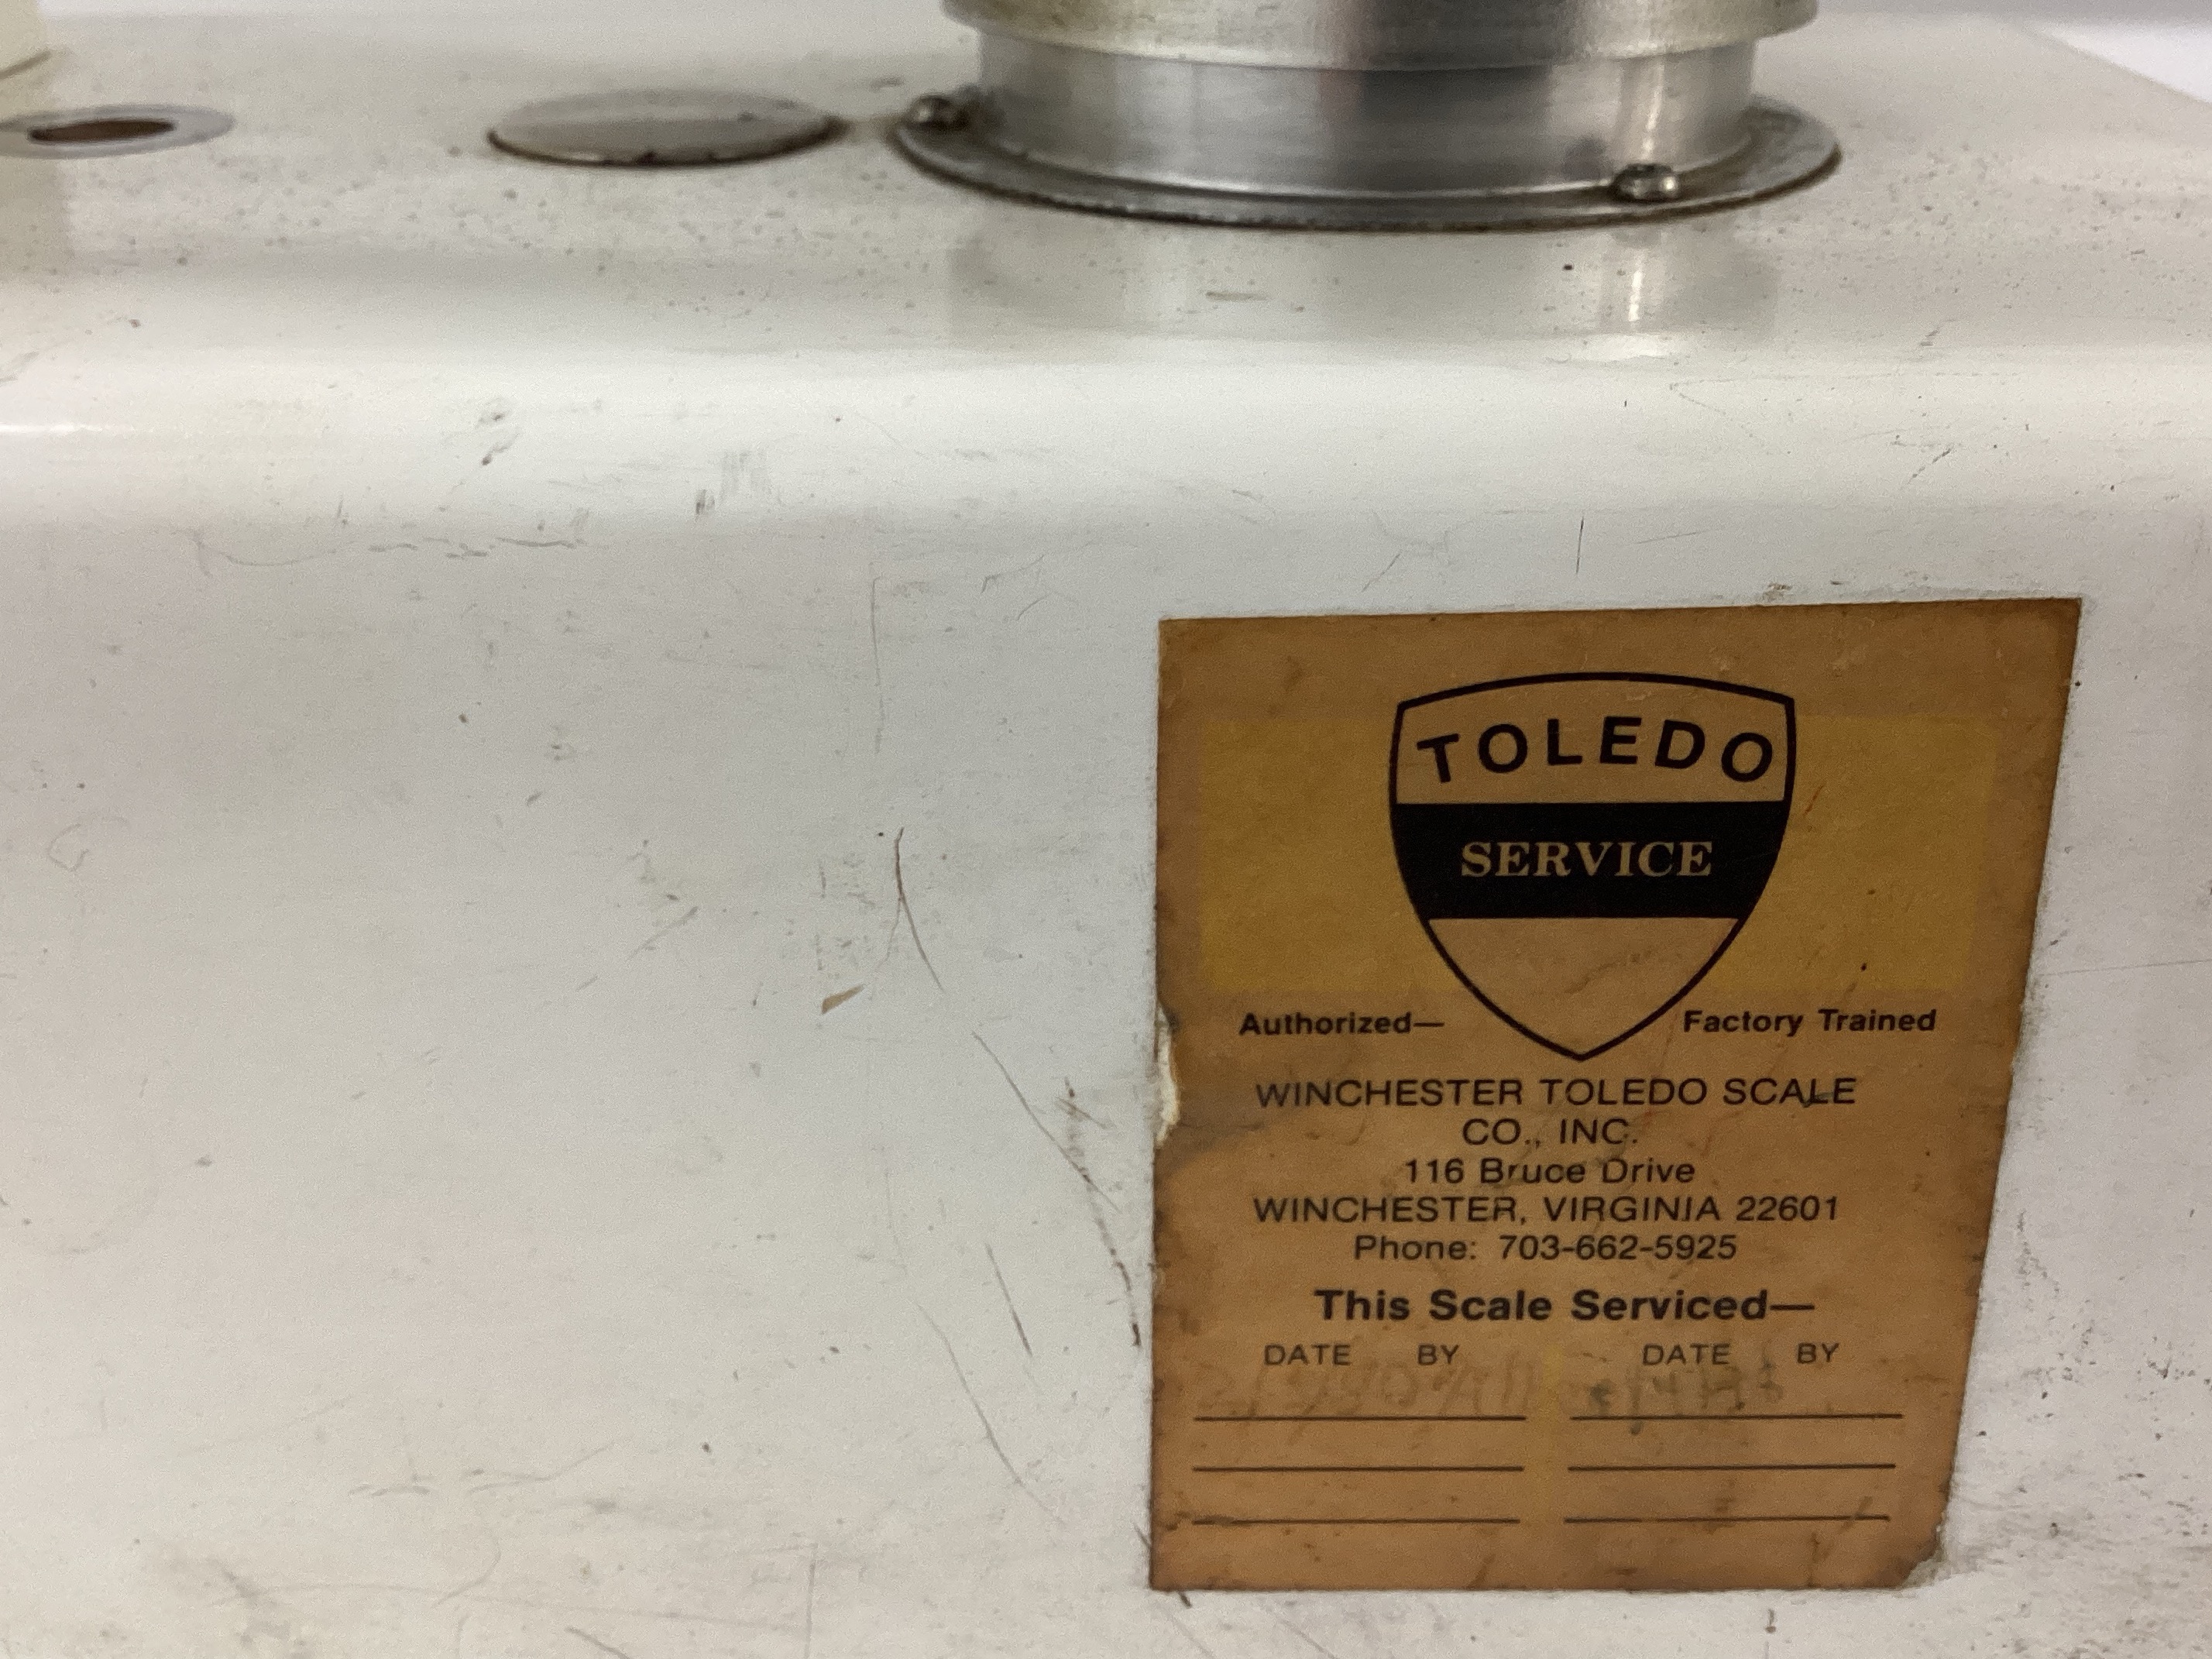 TOLEDO
SERVICE
Authorized— Factory Trained
WINCHESTER TOLEDO SCALE
CO., INC.
116 Bruce Drive
WINCHESTER, VIRGINIA 22601
Phone: 703-662-5925
This Scale Serviced—
DATE BY DATE BY